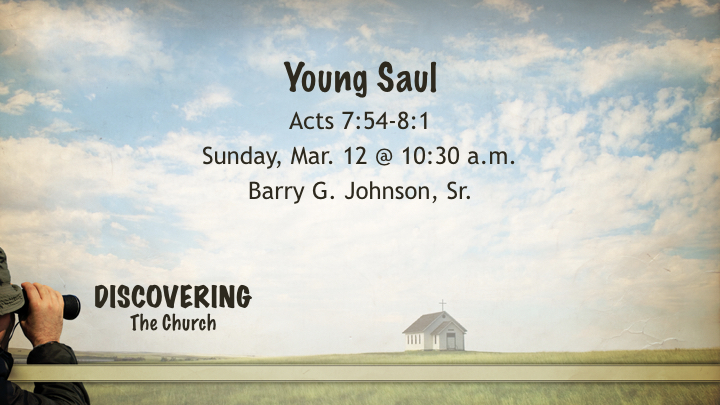 Young Saul
Acts 7:54-8:1
Sunday, Mar. 12 @ 10:30 a.m.
Barry G. Johnson, Sr.
DISCOVERING
The Church